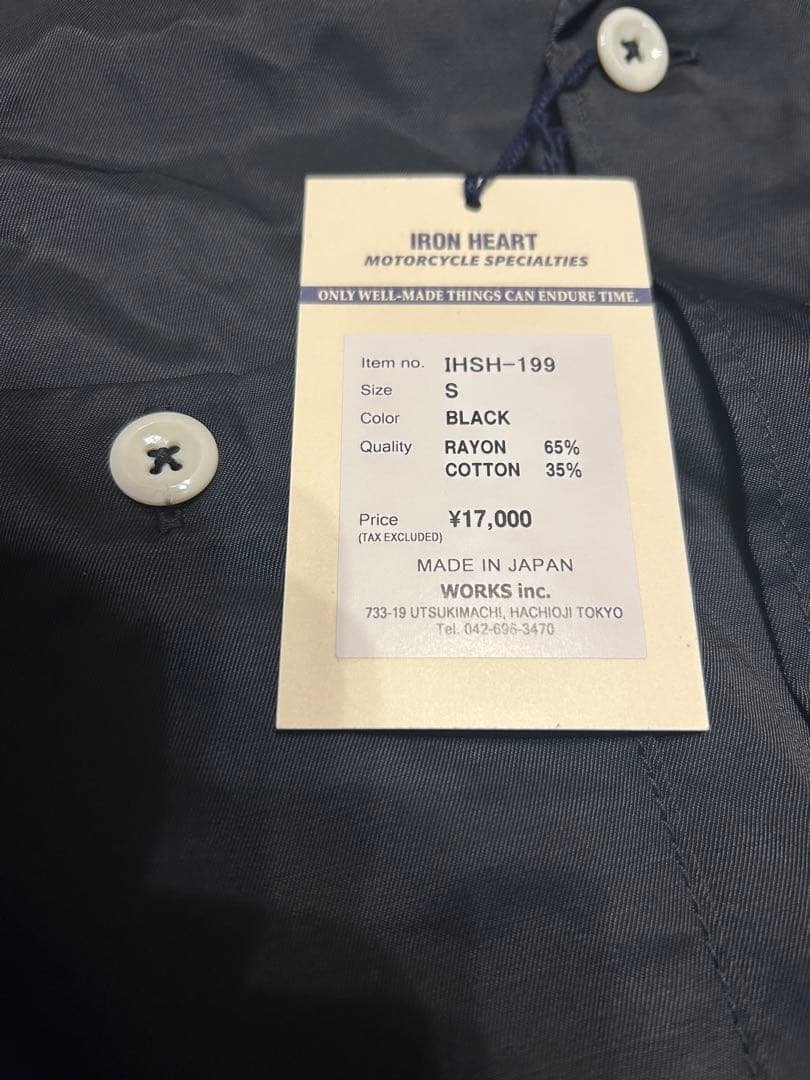 IRON HEART
MOTORCYCLE SPECIALTIES
ONLY WELL-MADE THINGS CAN ENDURE TIME.
Item no. IHSH-199
Size S
Color BLACK
Quality RAYON 65%
COTTON 35%
Price ¥17,000
(TAX EXCLUDED)
MADE IN JAPAN
WORKS inc.
733-19 UTSUKIMACHI, HACHIOJI TOKYO
Tel. 042-696-3470